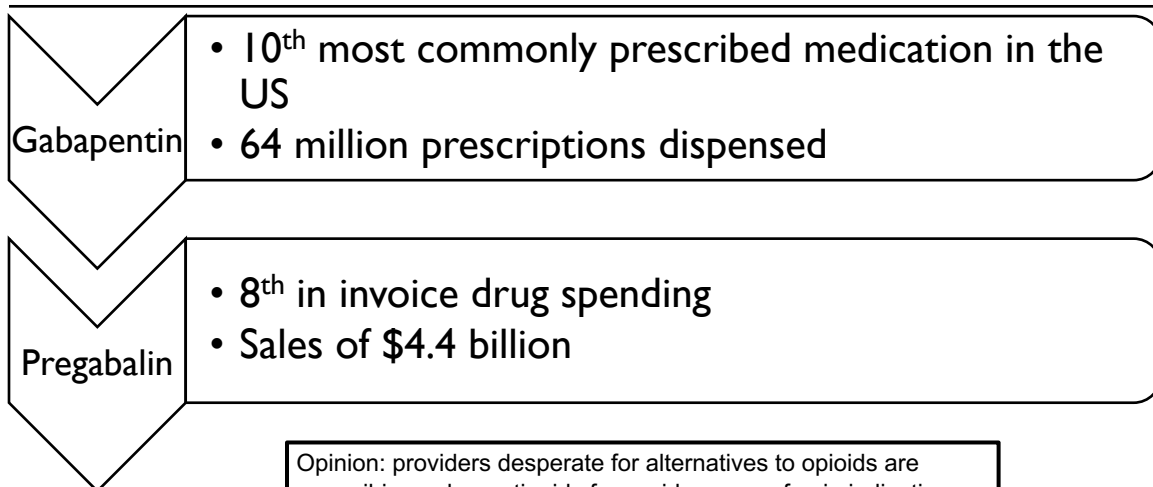 • 10th most commonly prescribed medication in the
US
Gabapentin
• 64 million prescriptions dispensed
• 8th in invoice drug spending
• Sales of $4.4 billion
Pregabalin
Opinion: providers desperate for alternatives to opioids are